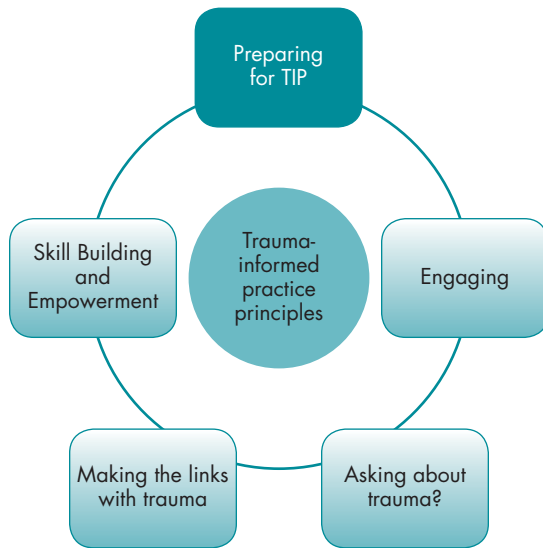 Preparing
for TIP
Skill Building
and
Empowerment
Trauma-
informed
practice
principles
Engaging
Making the links
with trauma
Asking about
trauma?